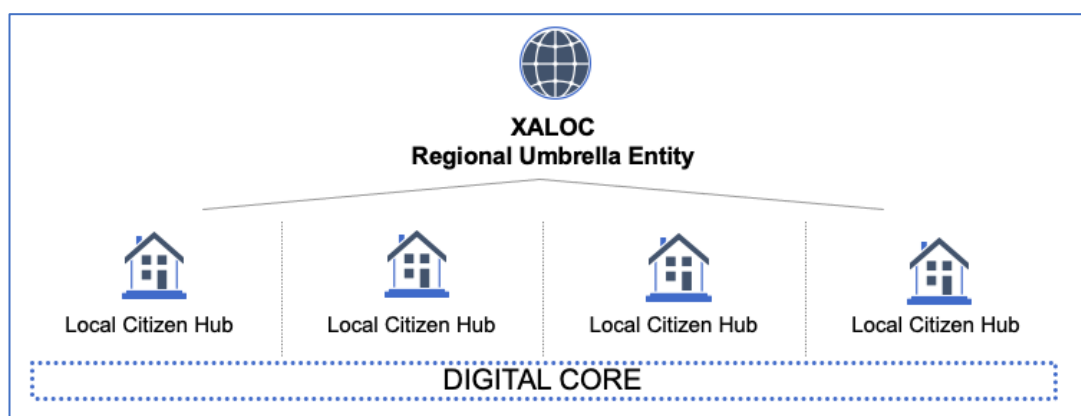 XALOC
Regional Umbrella Entity
Local Citizen Hub
Local Citizen Hub
Local Citizen Hub
Local Citizen Hub
DIGITAL CORE